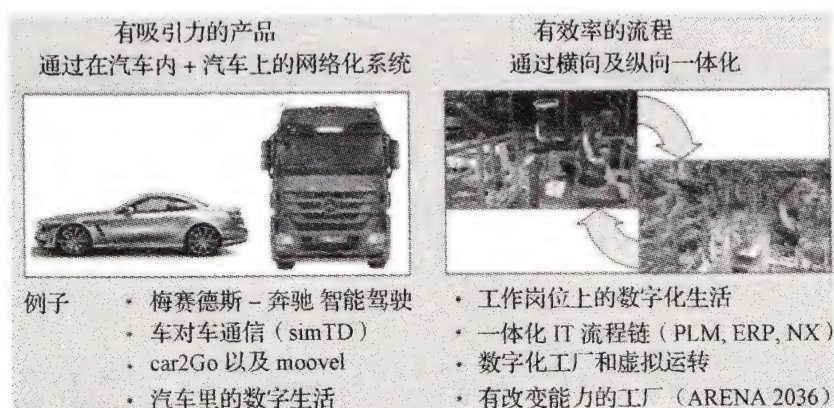 有吸引力的产品
通过在汽车内 + 汽车上的网络化系统
例子
· 梅赛德斯 – 奔驰 智能驾驶
· 车对车通信（simTD）
· car2Go 以及 moovel
· 汽车里的数字生活
有效率的流程
通过横向及纵向一体化
· 工作岗位上的数字化生活
· 一体化 IT 流程链（PLM, ERP, NX）
· 数字化工厂和虚拟运转
· 有改变能力的工厂（ARENA 2036）